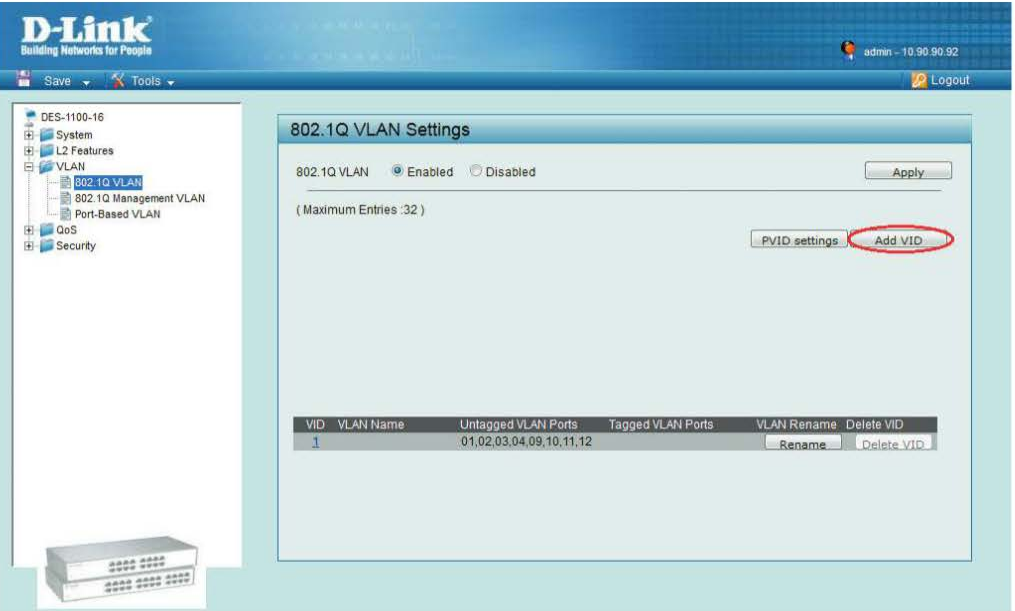 D-Link
Building Networks for People
admin - 10.90.90.92
Save Tools Logout
DES-1100-16
System
L2 Features
VLAN
802.1Q VLAN
802.1Q Management VLAN
Port-Based VLAN
QoS
Security
802.1Q VLAN Settings
802.1Q VLAN Enabled Disabled Apply
( Maximum Entries :32 )
PVID settings Add VID
VID VLAN Name Untagged VLAN Ports Tagged VLAN Ports VLAN Rename Delete VID
1 01,02,03,04,09,10,11,12 Rename Delete VID